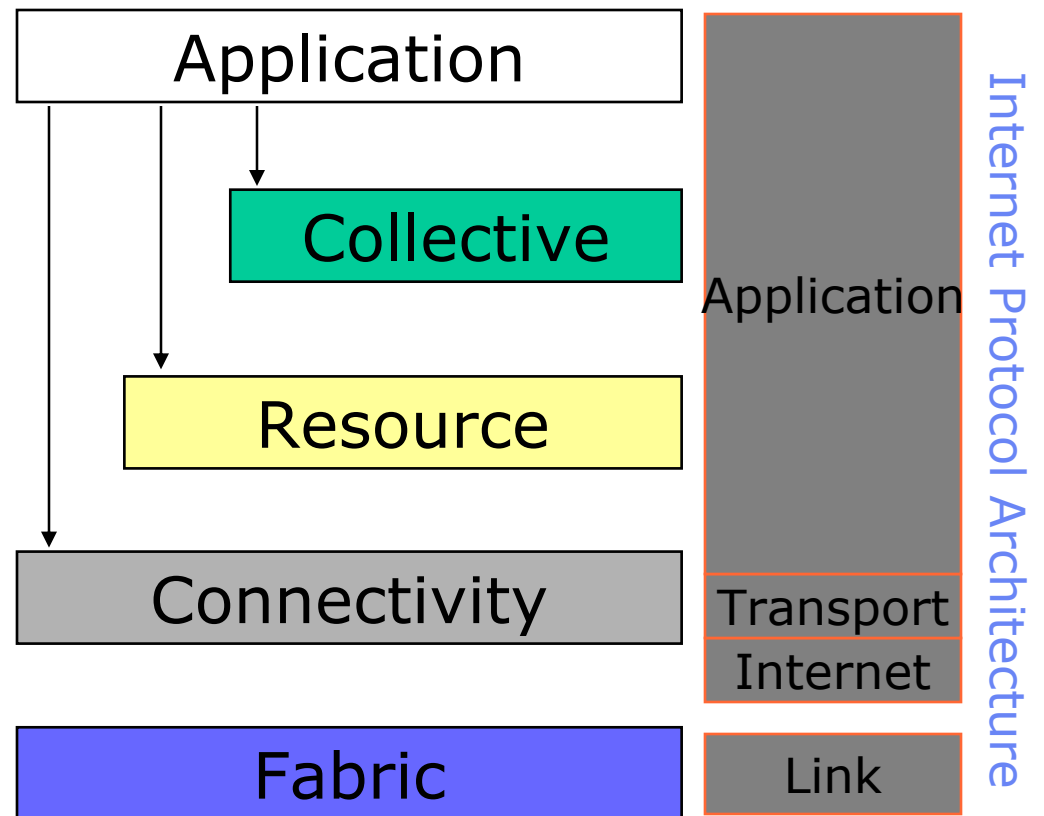 Application
Collective
Resource
Connectivity
Fabric
Application
Transport
Internet
Link
Internet Protocol Architecture